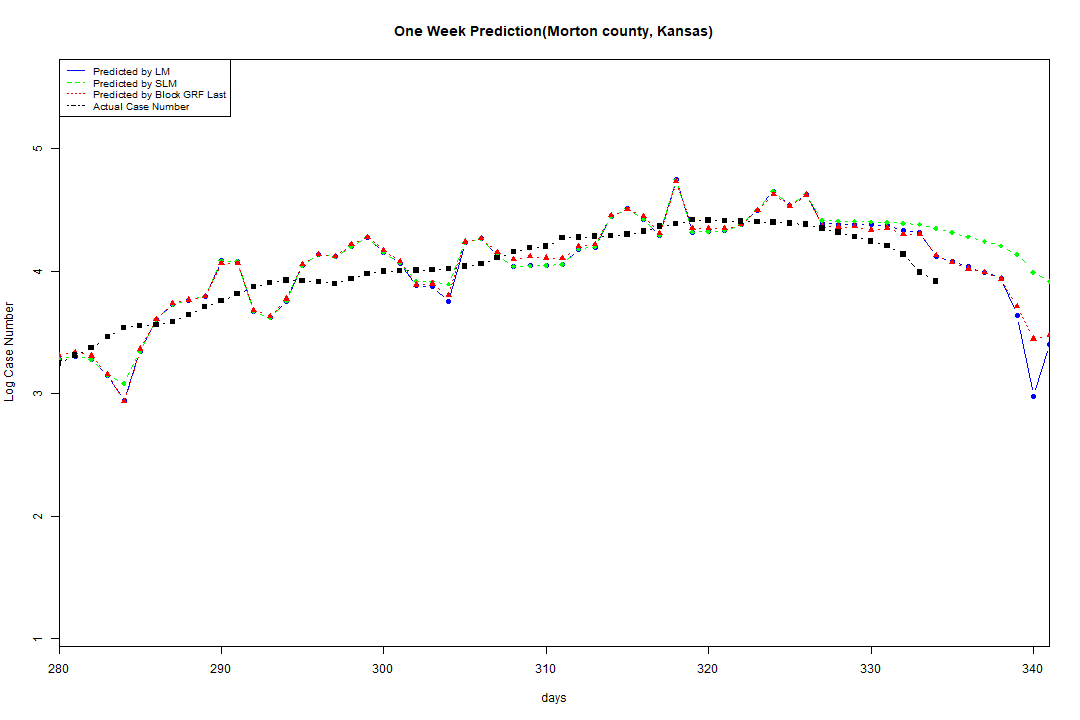 One Week Prediction(Morton county, Kansas)
Predicted by LM
Predicted by SLM
Predicted by Block GRF Last
Actual Case Number
Log Case Number
5
4
3
2
1
280 290 300 310 320 330 340
days